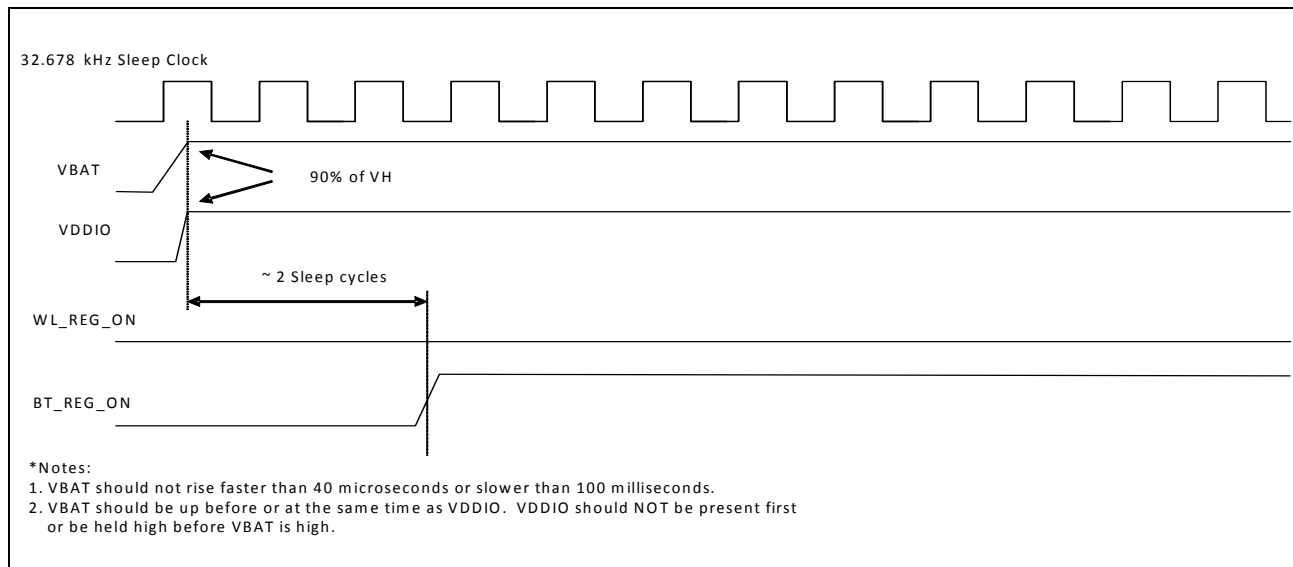 32.678 kHz Sleep Clock
VBAT
90% of VH
VDDIO
~ 2 Sleep cycles
WL_REG_ON
BT_REG_ON
*Notes:
1. VBAT should not rise faster than 40 microseconds or slower than 100 milliseconds.
2. VBAT should be up before or at the same time as VDDIO. VDDIO should NOT be present first
or be held high before VBAT is high.